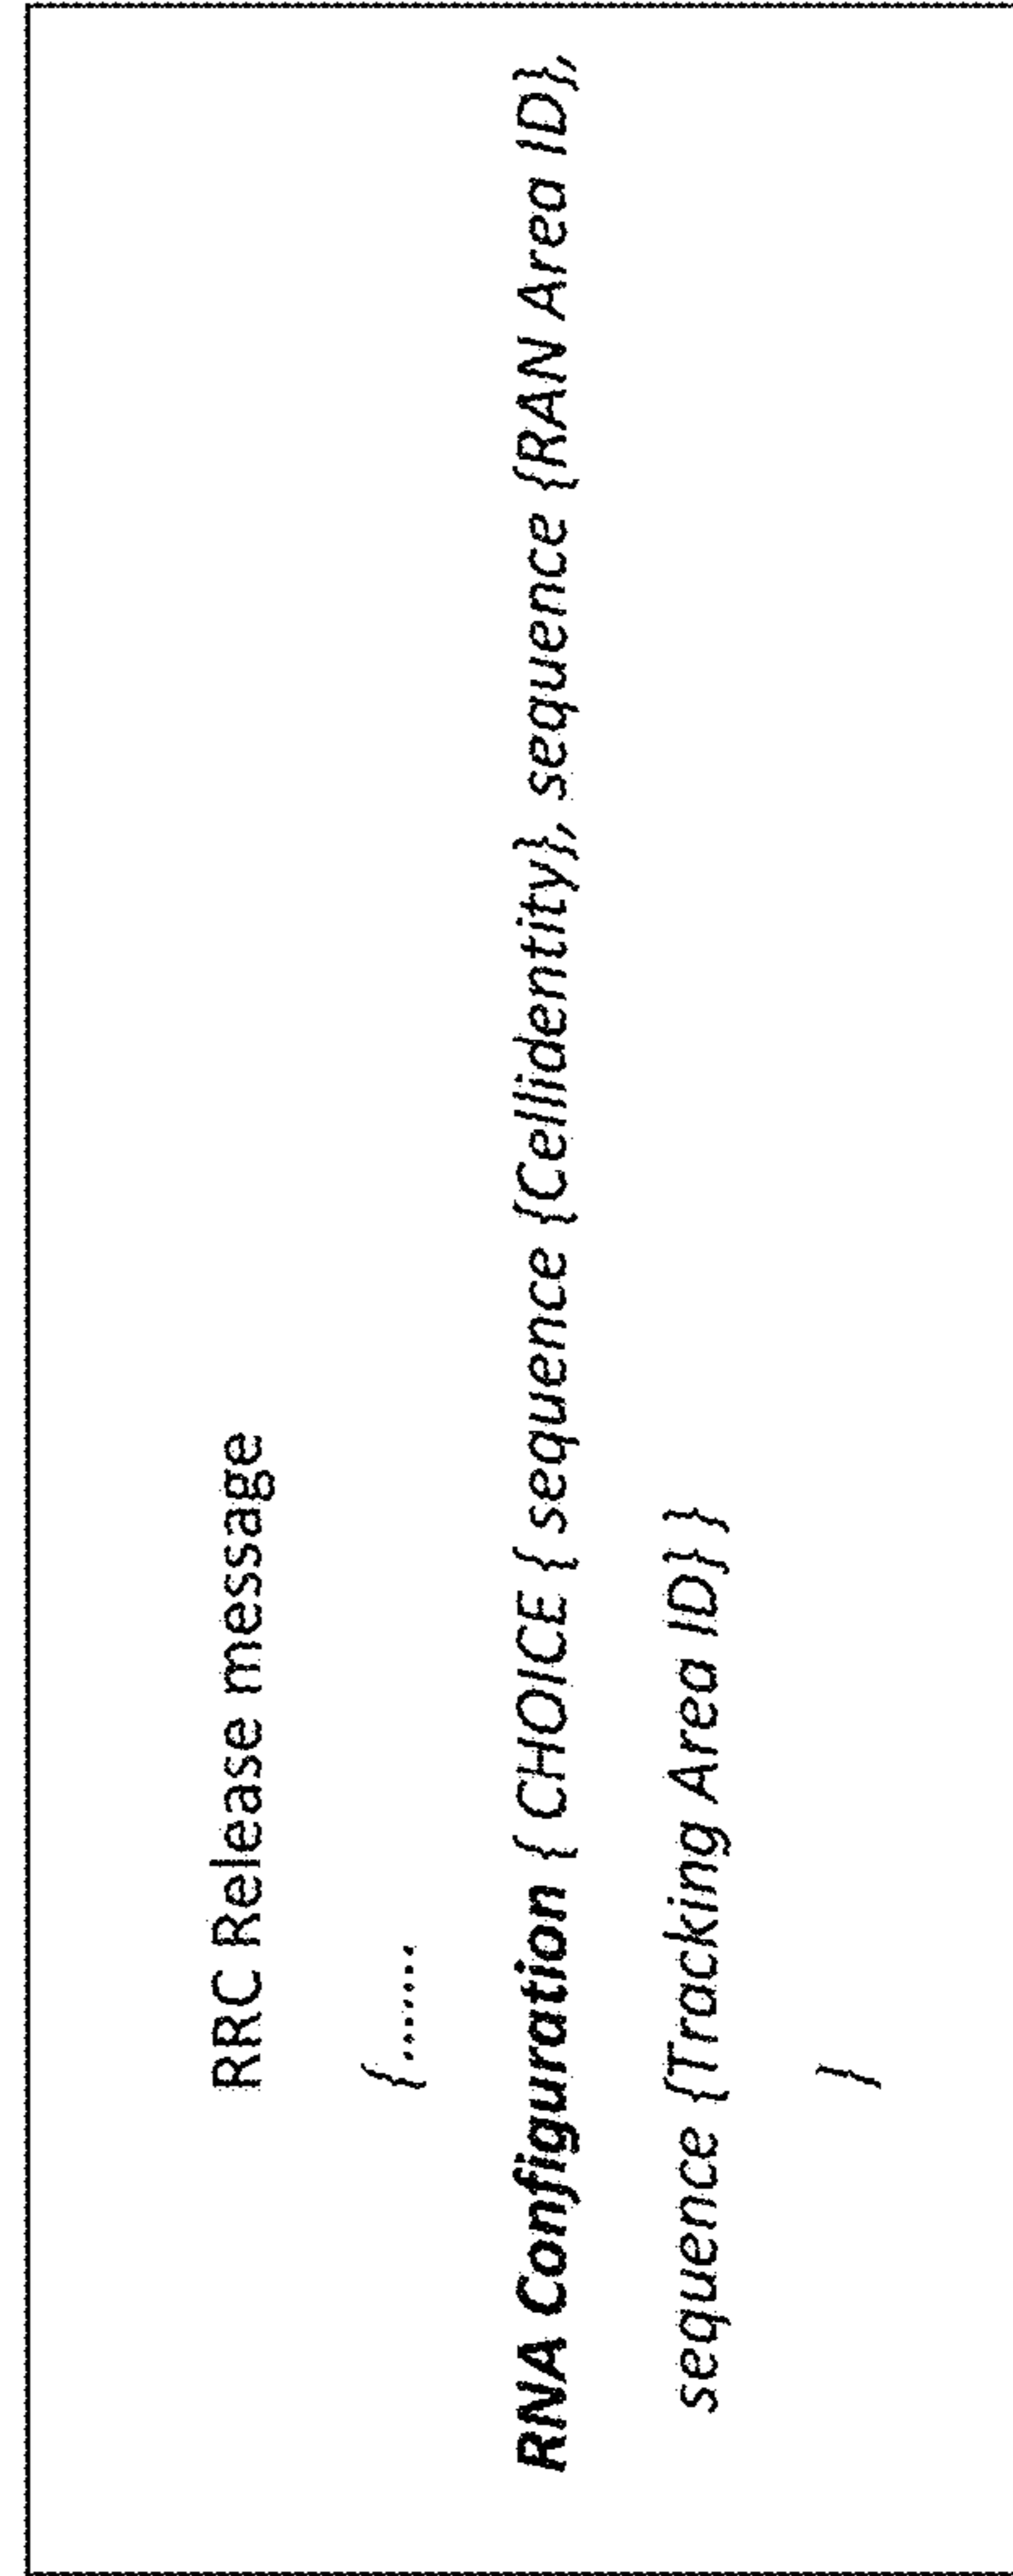 RRC Release message
{.......
RNA Configuration { CHOICE { sequence {Cellidentity}, sequence {RAN Area ID},
sequence {Tracking Area ID} }
}